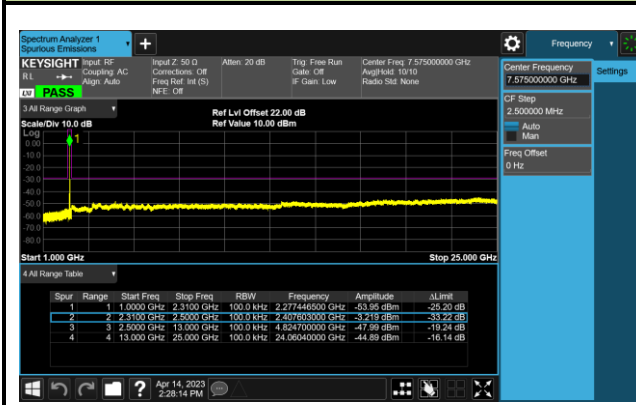 Spectrum Analyzer 1
Spurious Emissions
Frequency
KEYSIGHT
RL
LXI PASS
Input: RF
Coupling: AC
Align: Auto
Input Z: 50 Ω
Corrections: Off
Freq Ref: Int (S)
NFE: Off
Atten: 20 dB
Trig: Free Run
Gate: Off
IF Gain: Low
Center Freq: 7.575000000 GHz
Avg|Hold: 10/10
Radio Std: None
Center Frequency
7.575000000 GHz
Settings
CF Step
2.500000 MHz
Auto
Man
Freq Offset
0 Hz
3 All Range Graph
Scale/Div 10.0 dB
Ref Lvl Offset 22.00 dB
Ref Value 10.00 dBm
Log
1
0.00
-10.0
-20.0
-30.0
-40.0
-50.0
-60.0
-70.0
-80.0
Start 1.000 GHz
Stop 25.000 GHz
4 All Range Table
Spur Range Start Freq Stop Freq RBW Frequency Amplitude ΔLimit
1 1 1.0000 GHz 2.3100 GHz 100.0 kHz 2.277446500 GHz -53.95 dBm -25.20 dB
2 2 2.3100 GHz 2.5000 GHz 100.0 kHz 2.407603000 GHz -3.219 dBm -33.22 dB
3 3 2.5000 GHz 13.000 GHz 100.0 kHz 4.824700000 GHz -47.99 dBm -19.24 dB
4 4 13.000 GHz 25.000 GHz 100.0 kHz 24.06040000 GHz -44.89 dBm -16.14 dB
Apr 14, 2023
2:28:14 PM